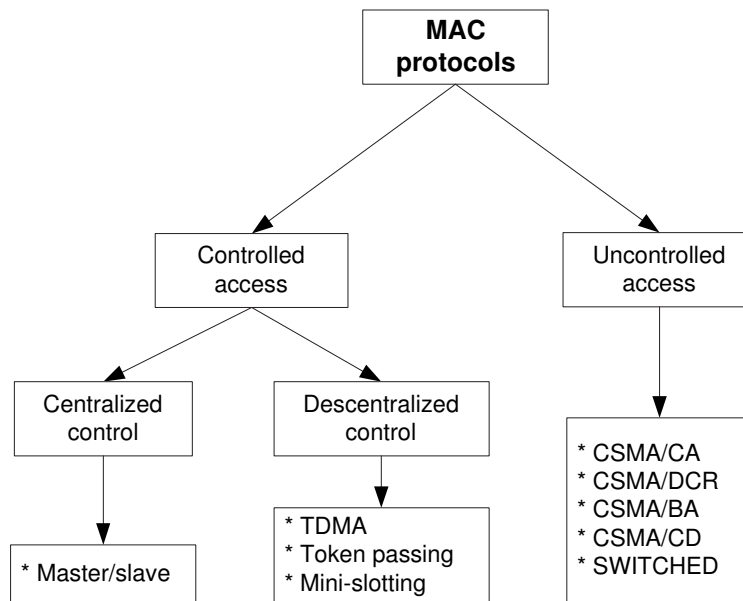 MAC
protocols
Controlled
access
Uncontrolled
access
Centralized
control
Descentralized
control
* Master/slave
* TDMA
* Token passing
* Mini-slotting
* CSMA/CA
* CSMA/DCR
* CSMA/BA
* CSMA/CD
* SWITCHED